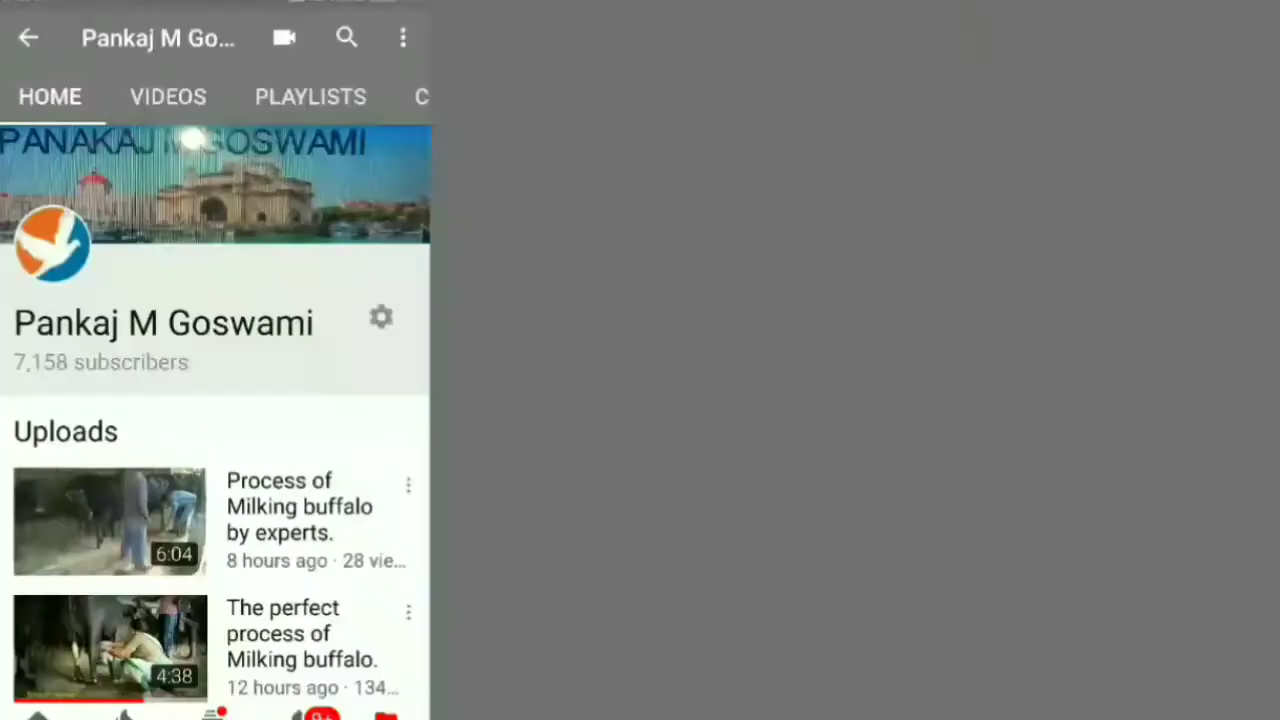 Pankaj M Go...
HOME VIDEOS PLAYLISTS C
PANAKAJ M GOSWAMI
Pankaj M Goswami
7,158 subscribers
Uploads
Process of
Milking buffalo
by experts.
8 hours ago · 28 vie...
6:04
The perfect
process of
Milking buffalo.
12 hours ago · 134...
4:38